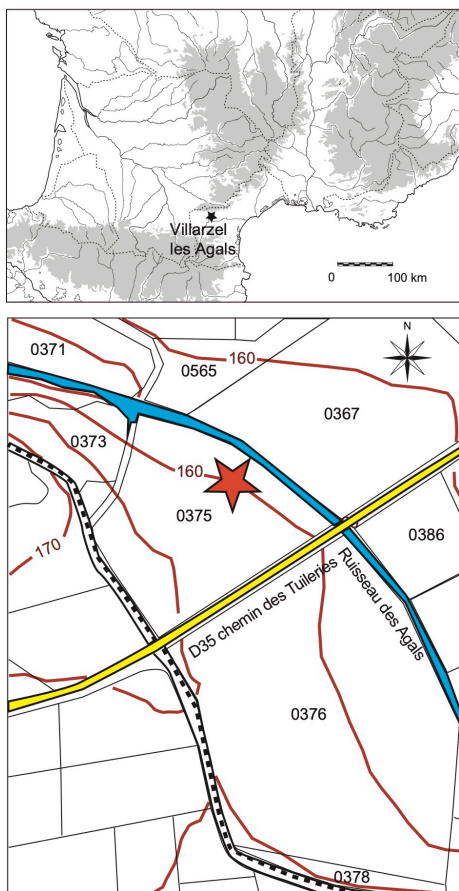 Villarzel
les Agals
0 100 km
N
0371
160
0565
0367
0373
160
0375
0386
170
D35 chemin des Tuileries
Ruisseau des Agals
0376
0378